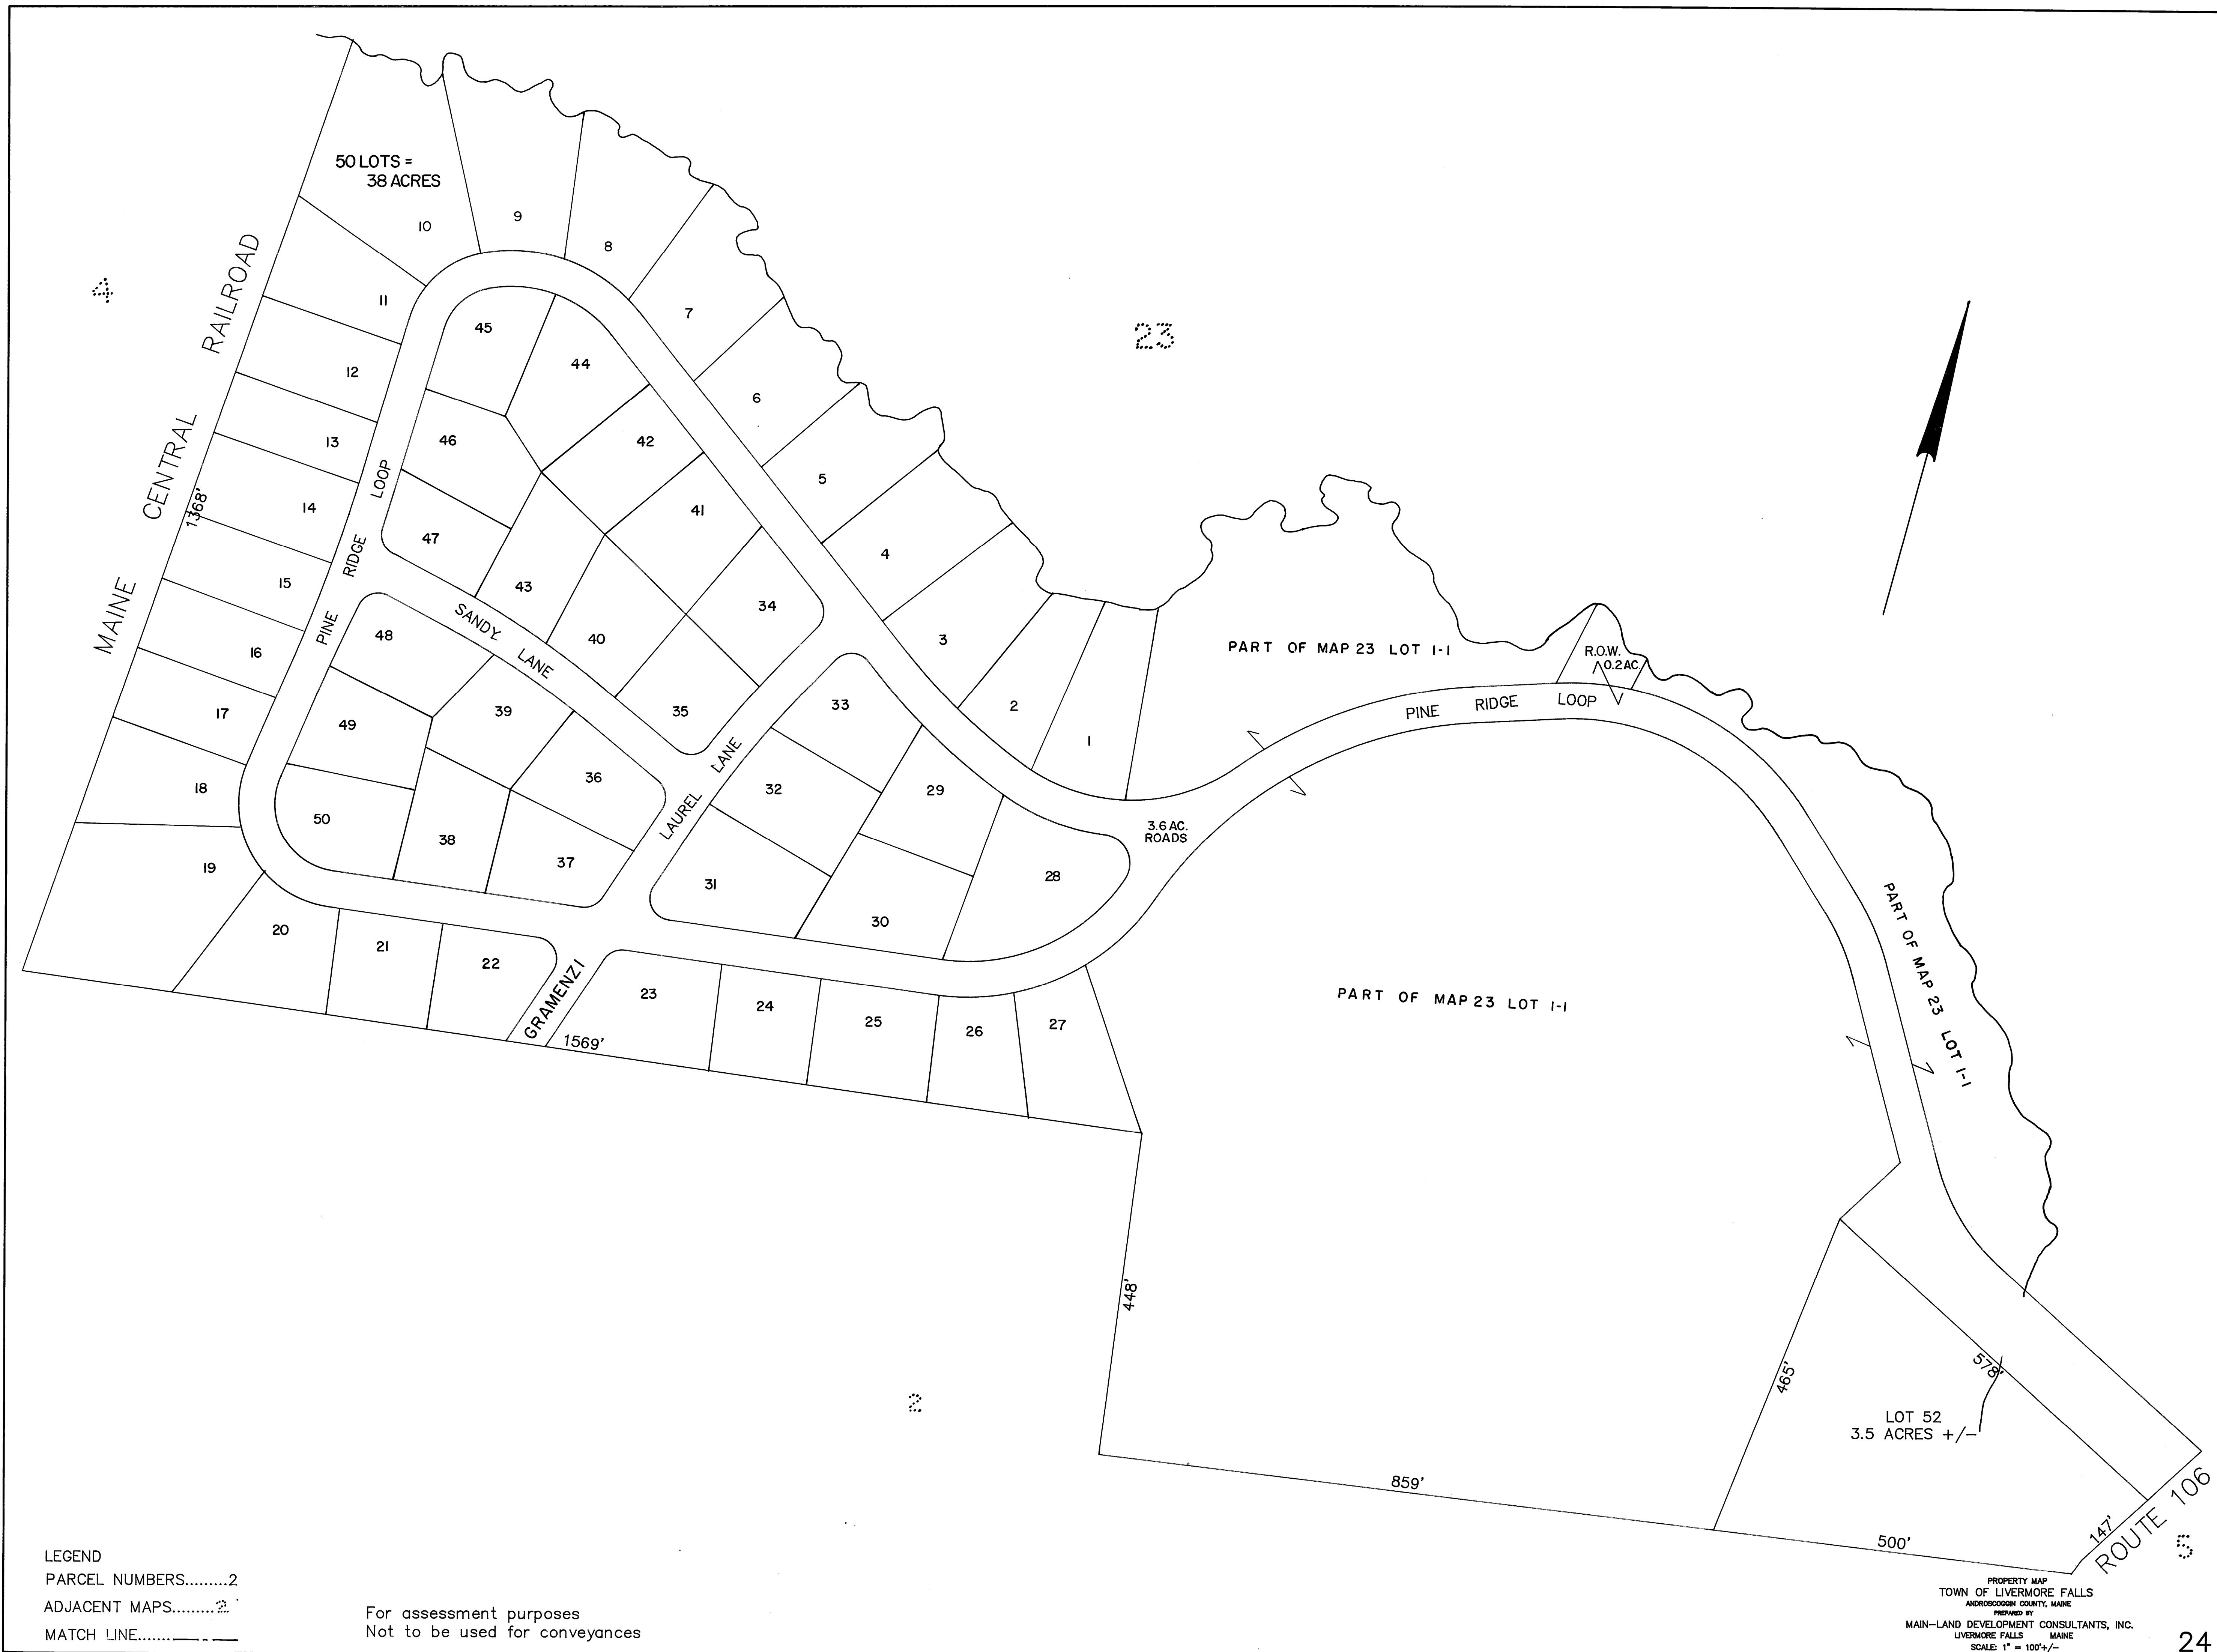 50 LOTS =
38 ACRES
10
9
8
7
6
5
4
3
2
1
11
12
13
14
15
16
17
18
19
20
21
22
23
24
25
26
27
45
44
46
42
47
41
43
34
40
35
48
39
49
36
50
38
37
33
32
29
31
30
28
4
23
2
5
MAINE CENTRAL RAILROAD
1368'
PINE RIDGE LOOP
SANDY LANE
LAUREL LANE
GRAMENZI
1569'
3.6 AC.
ROADS
PART OF MAP 23 LOT 1-1
R.O.W.
0.2 AC.
PINE RIDGE LOOP
PART OF MAP 23 LOT 1-1
PART OF MAP 23 LOT 1-1
448'
465'
578'
LOT 52
3.5 ACRES +/-
859'
500'
147'
ROUTE 106
LEGEND
PARCEL NUMBERS.........2
ADJACENT MAPS.........2
MATCH LINE.......
For assessment purposes
Not to be used for conveyances
PROPERTY MAP
TOWN OF LIVERMORE FALLS
ANDROSCOGGIN COUNTY, MAINE
PREPARED BY
MAIN-LAND DEVELOPMENT CONSULTANTS, INC.
LIVERMORE FALLS MAINE
SCALE: 1" = 100'+/-
24